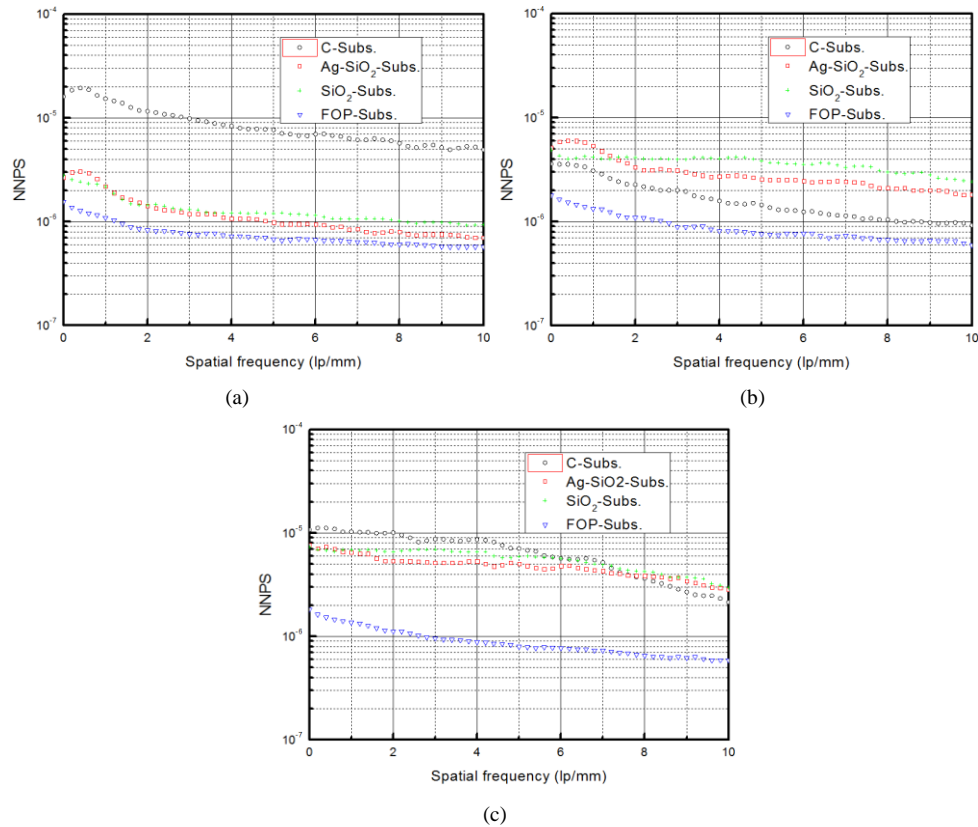 10⁻⁴
10⁻⁵
10⁻⁶
10⁻⁷
NNPS
C-Subs.
Ag-SiO₂-Subs.
SiO₂-Subs.
FOP-Subs.
0 2 4 6 8 10
Spatial frequency (lp/mm)
(a)
10⁻⁴
10⁻⁵
10⁻⁶
10⁻⁷
NNPS
C-Subs.
Ag-SiO₂-Subs.
SiO₂-Subs.
FOP-Subs.
0 2 4 6 8 10
Spatial frequency (lp/mm)
(b)
10⁻⁴
10⁻⁵
10⁻⁶
10⁻⁷
NNPS
C-Subs.
Ag-SiO2-Subs.
SiO₂-Subs.
FOP-Subs.
0 2 4 6 8 10
Spatial frequency (lp/mm)
(c)